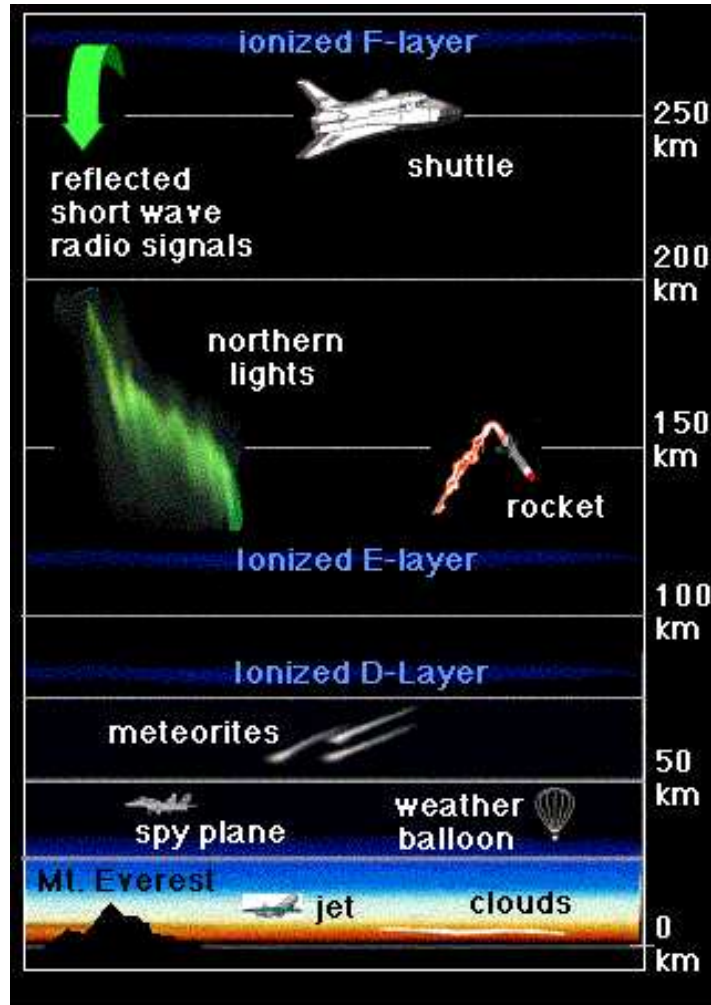 ionized F-layer
250
km
shuttle
reflected
short wave
radio signals
200
km
northern
lights
150
km
rocket
Ionized E-layer
100
km
Ionized D-Layer
meteorites
50
km
weather
balloon
spy plane
Mt. Everest
jet
clouds
0
km